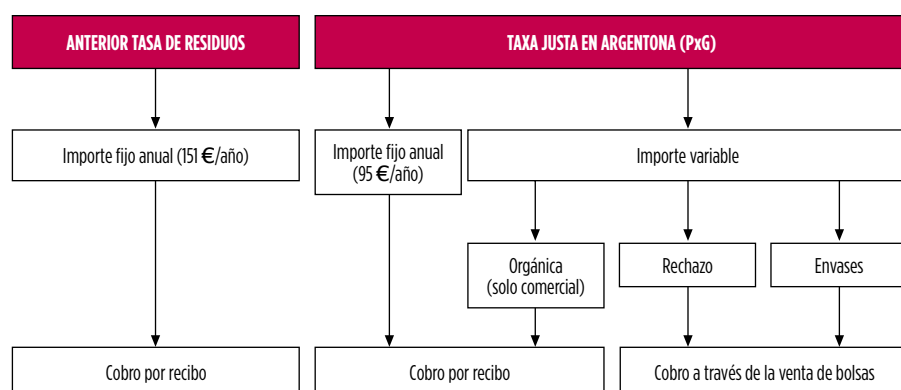 ANTERIOR TASA DE RESIDUOS
TAXA JUSTA EN ARGENTONA (PxG)
Importe fijo anual (151 €/año)
Importe fijo anual
(95 €/año)
Importe variable
Orgánica
(solo comercial)
Rechazo
Envases
Cobro por recibo
Cobro por recibo
Cobro a través de la venta de bolsas